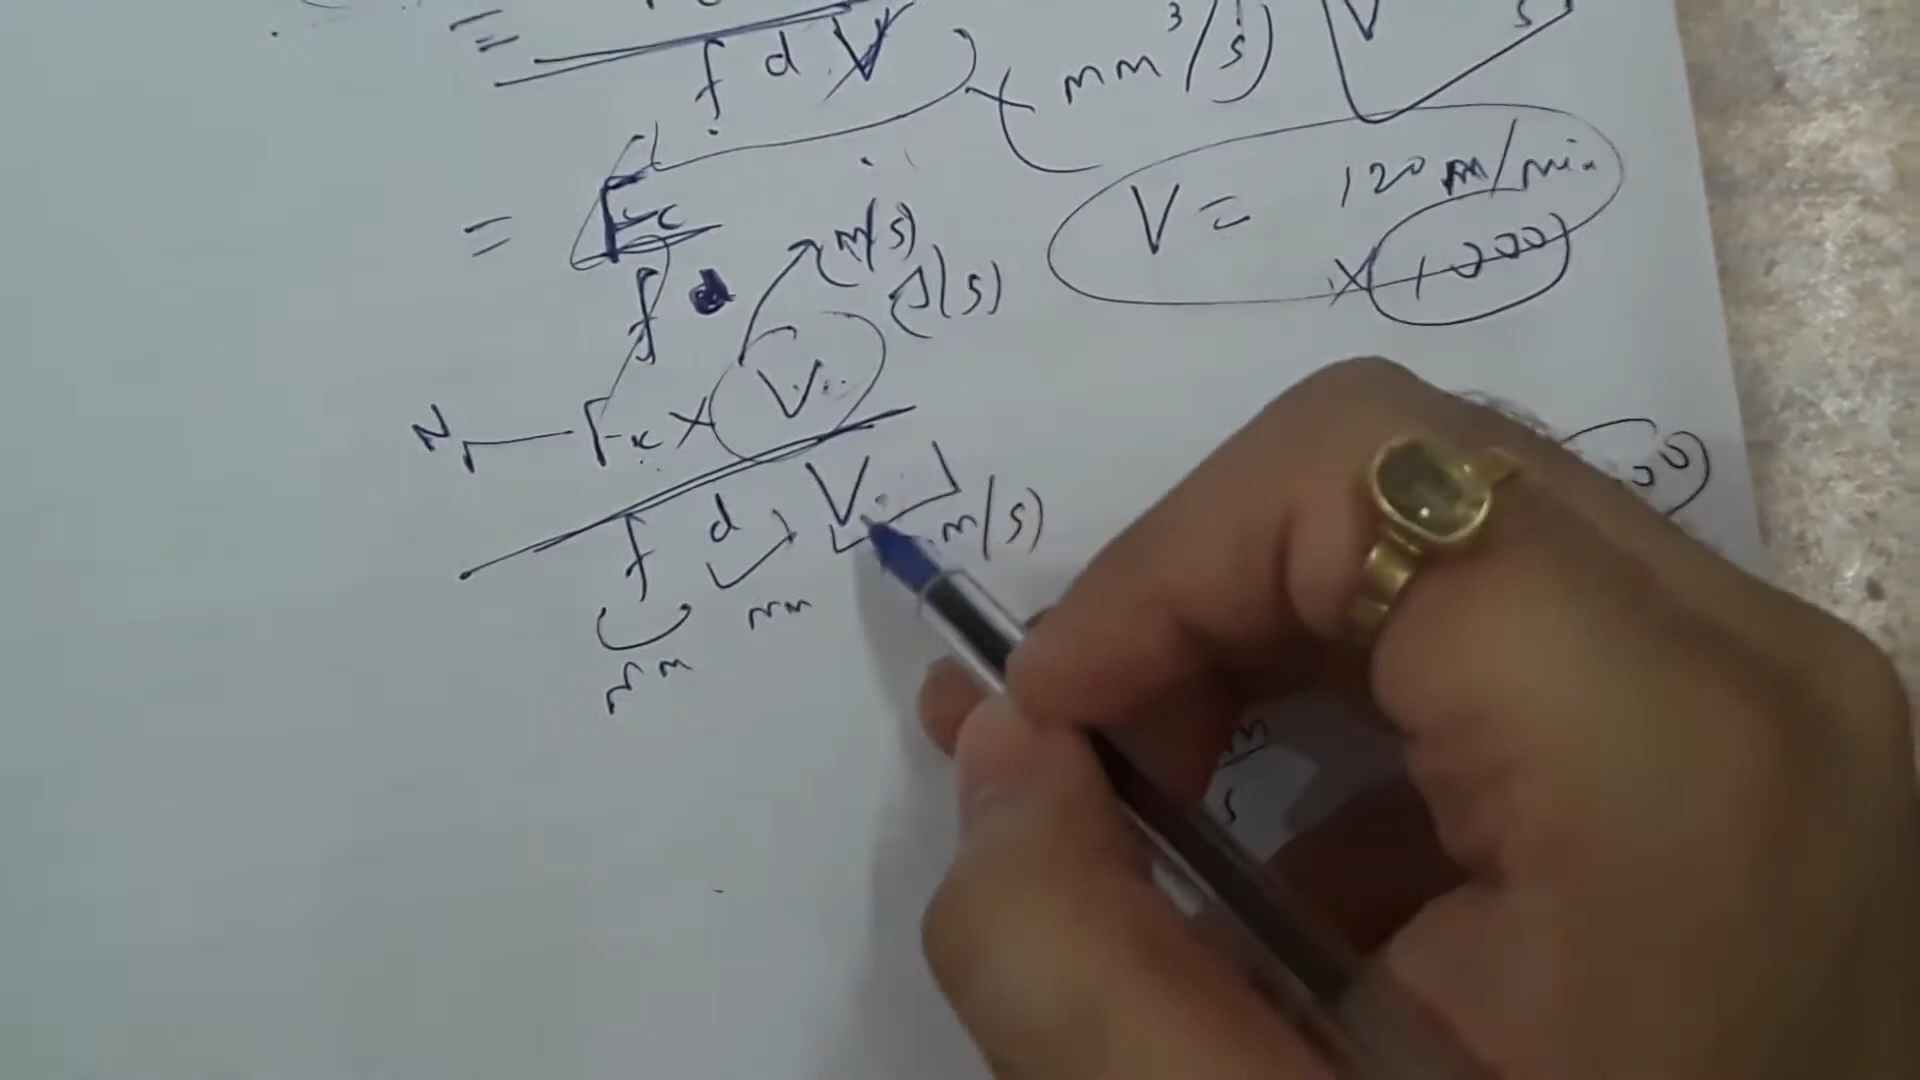 =
f d V
mm³/s)
V
s
V = 120 m/min
× 1000
= Fc
f d
(m/s)
(J/s)
N — Fc × V
f d V
(m/s)
mm
mm